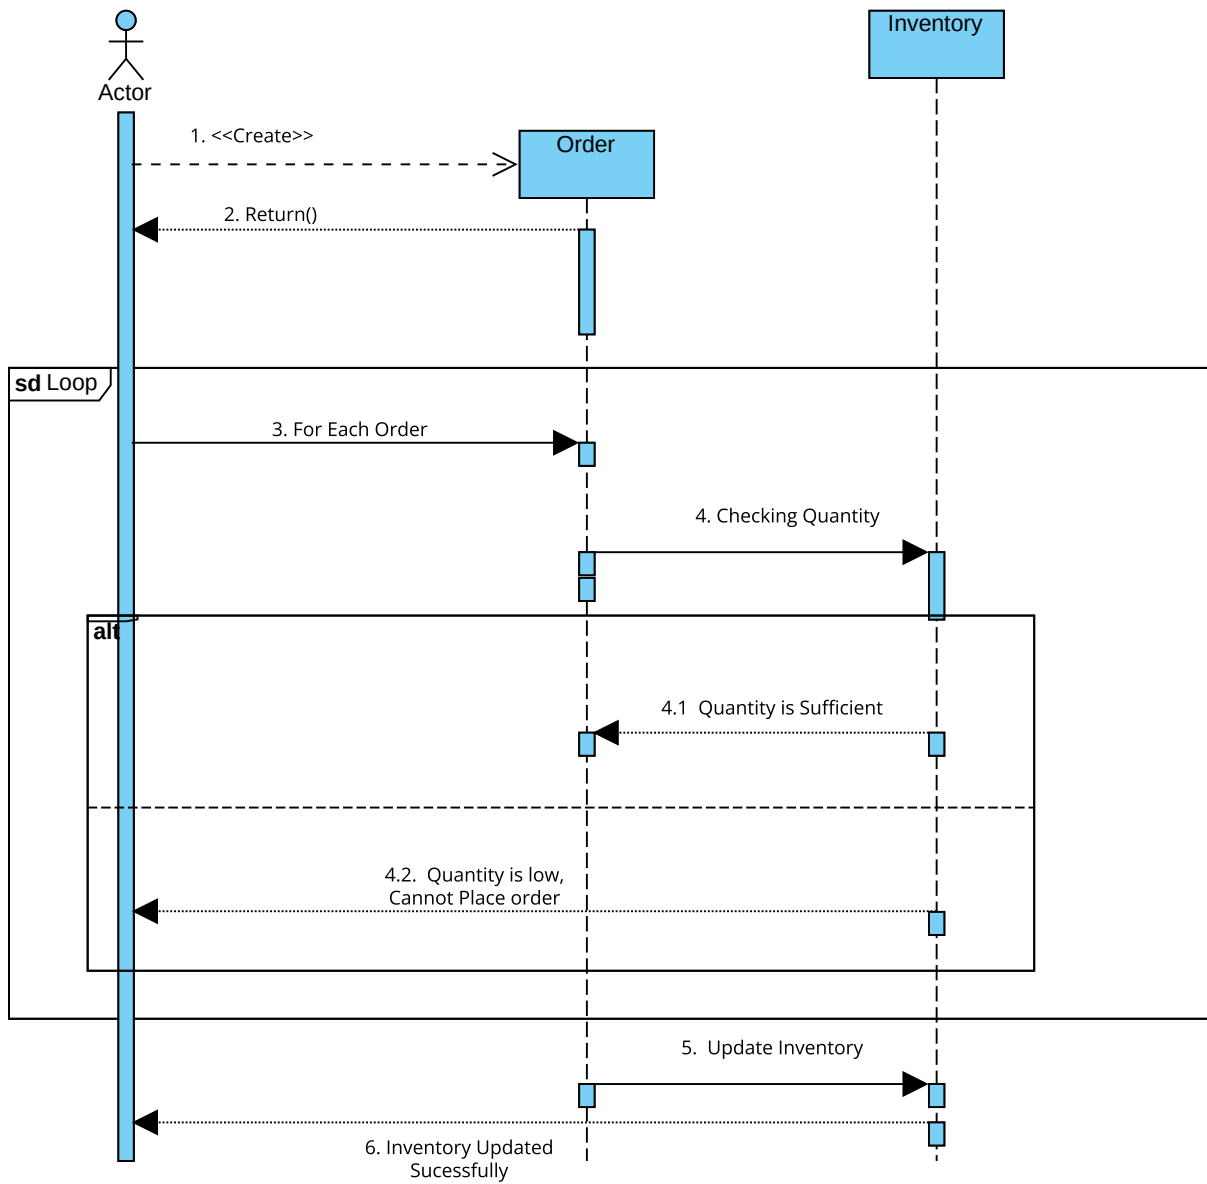 Inventory
Actor
1. <<Create>>
Order
2. Return()
sd Loop
3. For Each Order
4. Checking Quantity
alt
4.1  Quantity is Sufficient
4.2.  Quantity is low,
Cannot Place order
5.  Update Inventory
6. Inventory Updated
Sucessfully